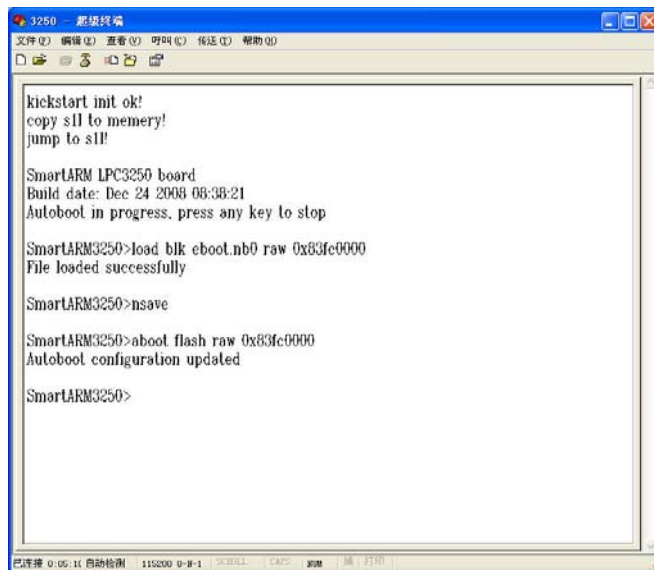 3250 - 超级终端
文件(F) 编辑(E) 查看(V) 呼叫(C) 传送(T) 帮助(H)
kickstart init ok!
copy s1l to memery!
jump to s1l!
SmartARM LPC3250 board
Build date: Dec 24 2008 08:38:21
Autoboot in progress, press any key to stop
SmartARM3250>load blk eboot.nb0 raw 0x83fc0000
File loaded successfully
SmartARM3250>nsave
SmartARM3250>aboot flash raw 0x83fc0000
Autoboot configuration updated
SmartARM3250>
已连接 0:05:1( 自动检测 115200 8-N-1 SCROLL CAPS NUM 捕 打印